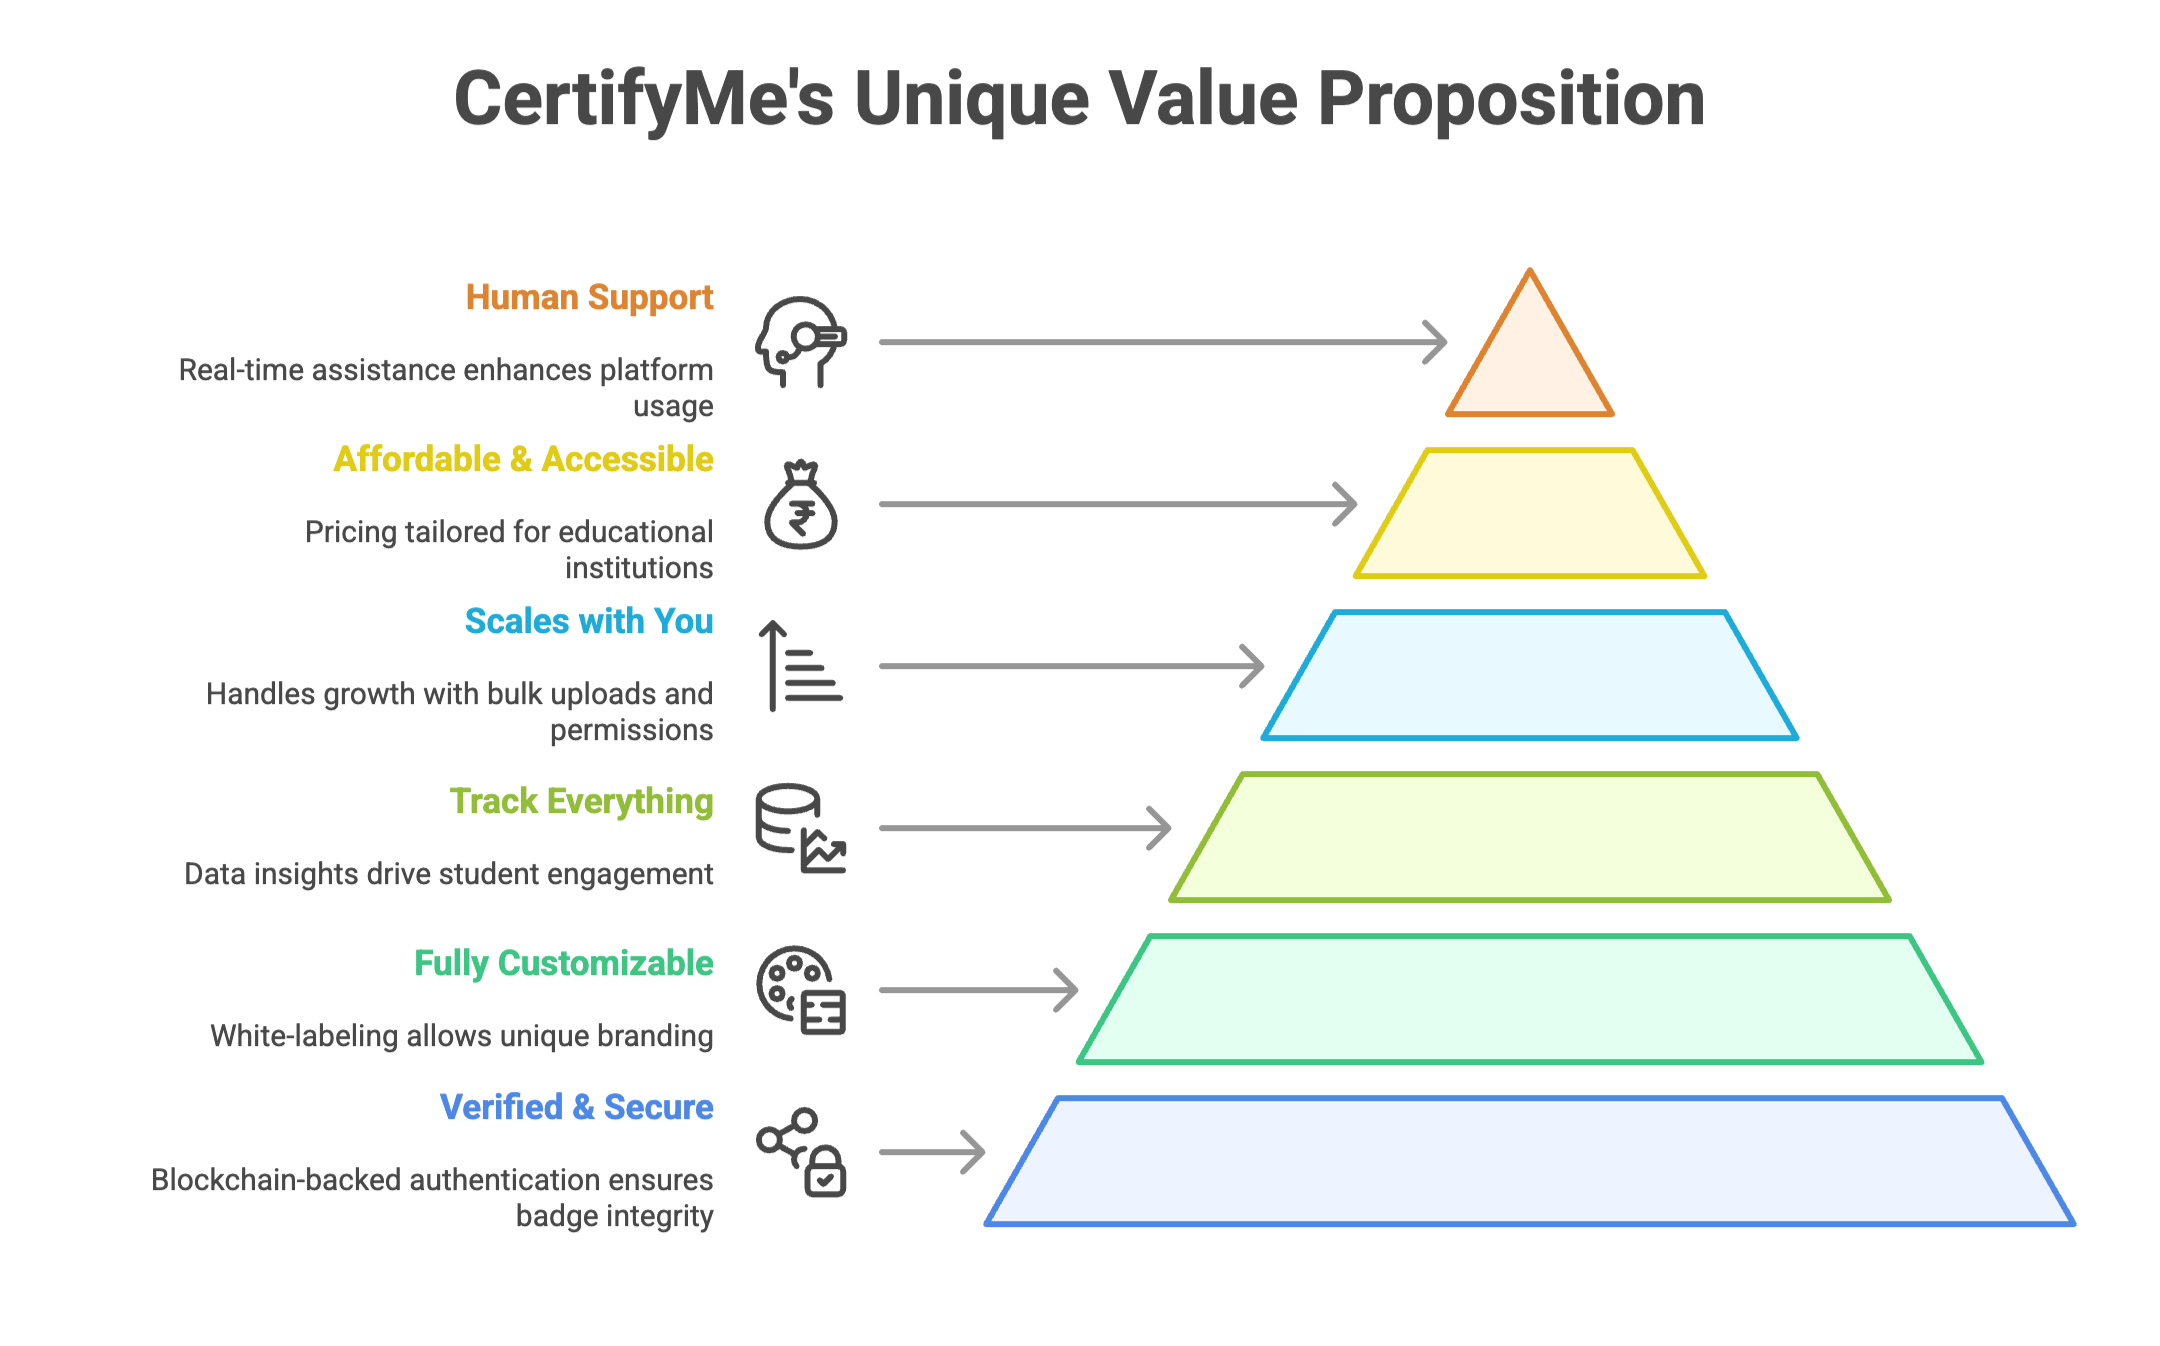 CertifyMe's Unique Value Proposition
Human Support
Real-time assistance enhances platform
usage
Affordable & Accessible
Pricing tailored for educational
institutions
Scales with You
Handles growth with bulk uploads and
permissions
Track Everything
Data insights drive student engagement
Fully Customizable
White-labeling allows unique branding
Verified & Secure
Blockchain-backed authentication ensures
badge integrity